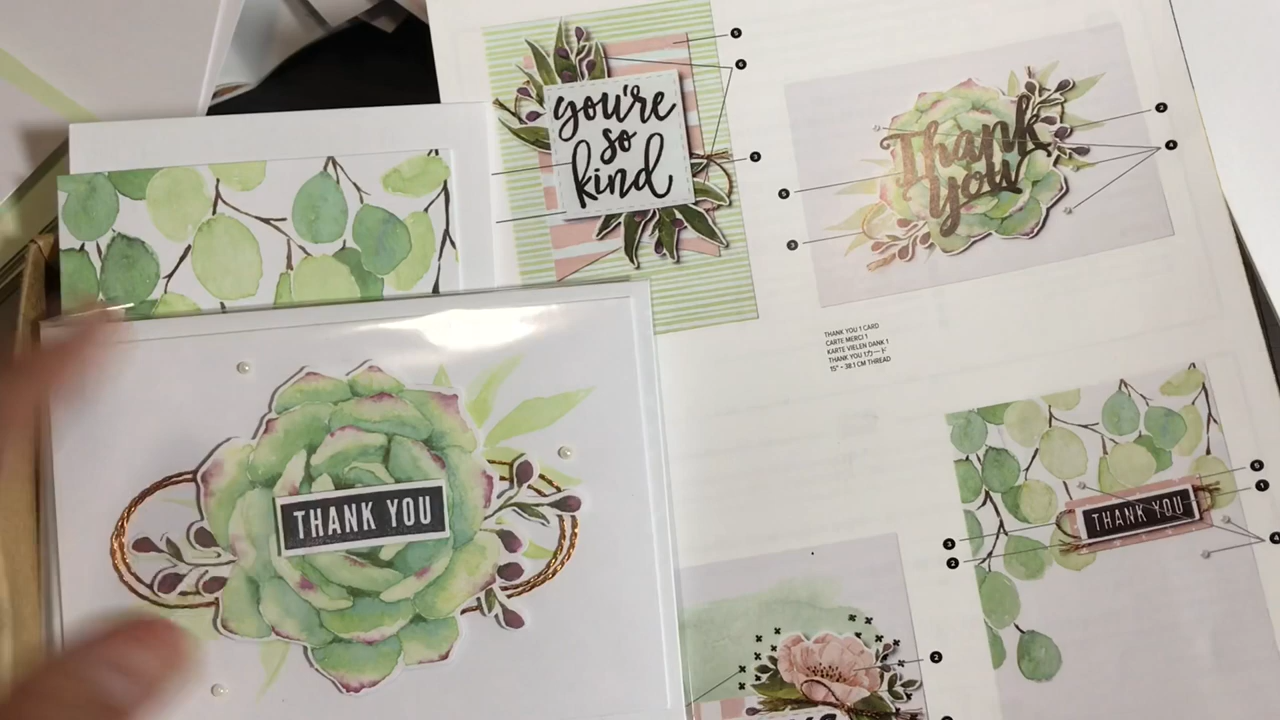 you're
so
kind
Thank
you
THANK YOU 1 CARD
CARTE MERCI 1
KARTE VIELEN DANK 1
THANK YOU 1カード
15" • 38.1 CM THREAD
THANK YOU
THANK YOU